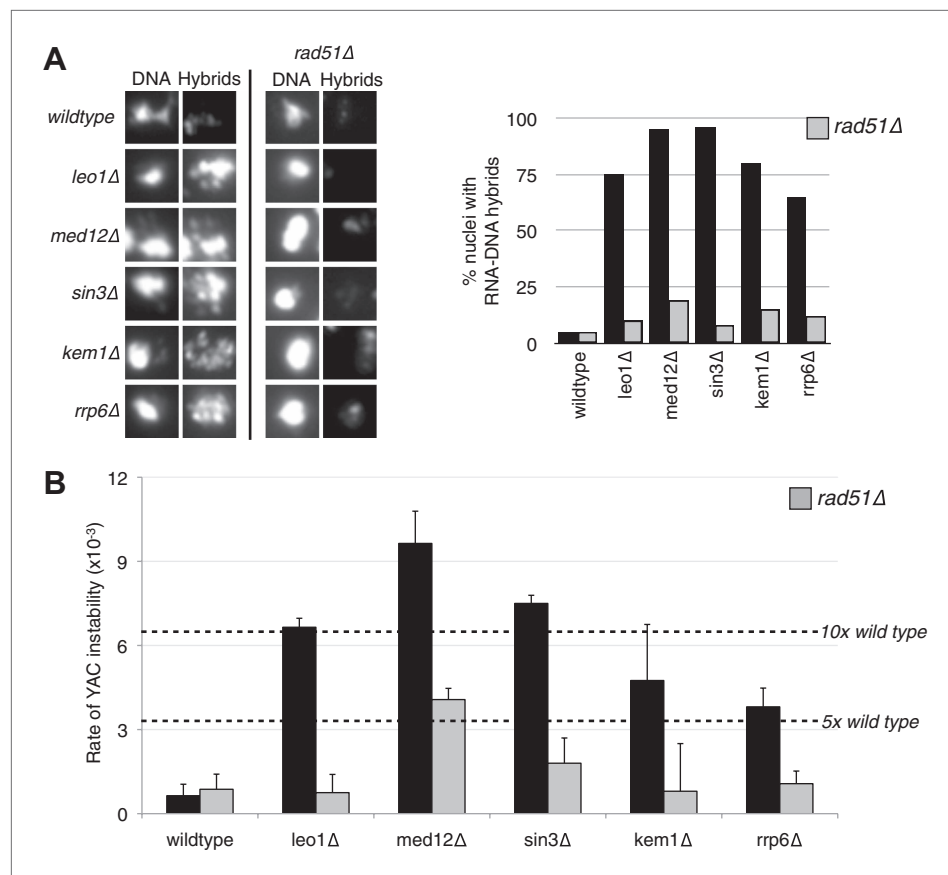 A
rad51Δ
DNA Hybrids
DNA Hybrids
wildtype
leo1Δ
med12Δ
sin3Δ
kem1Δ
rrp6Δ
rad51Δ
% nuclei with
RNA-DNA hybrids
100
75
50
25
0
wildtype
leo1Δ
med12Δ
sin3Δ
kem1Δ
rrp6Δ
B
rad51Δ
Rate of YAC instability (x10⁻³)
12
9
6
3
0
10x wild type
5x wild type
wildtype
leo1Δ
med12Δ
sin3Δ
kem1Δ
rrp6Δ